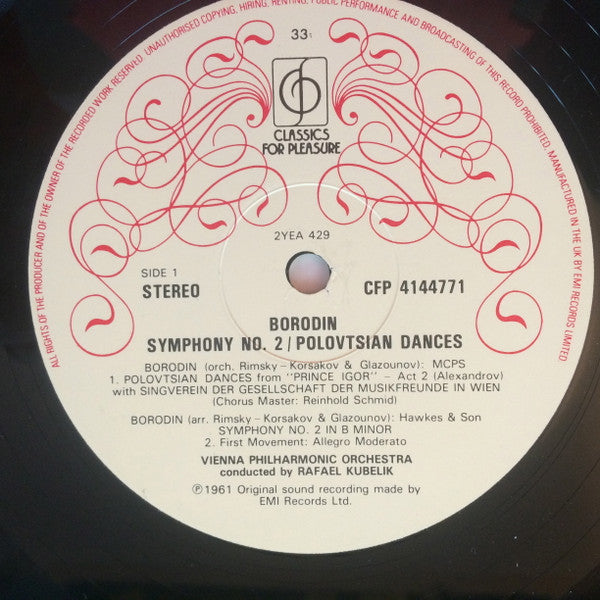 ALL RIGHTS OF THE PRODUCER AND OF THE OWNER OF THE RECORDED WORK RESERVED. UNAUTHORISED COPYING, HIRING, RENTING, PUBLIC PERFORMANCE AND BROADCASTING OF THIS RECORD PROHIBITED. MANUFACTURED IN THE UK BY EMI RECORDS LIMITED
33⅓
CLASSICS
FOR PLEASURE
2YEA 429
SIDE 1
STEREO
CFP 4144771
BORODIN
SYMPHONY NO. 2/POLOVTSIAN DANCES
BORODIN (orch. Rimsky–Korsakov & Glazounov): MCPS
1. POLOVTSIAN DANCES from "PRINCE IGOR" – Act 2 (Alexandrov)
with SINGVEREIN DER GESELLSCHAFT DER MUSIKFREUNDE IN WIEN
(Chorus Master: Reinhold Schmid)
BORODIN (arr. Rimsky–Korsakov & Glazounov): Hawkes & Son
SYMPHONY NO. 2 IN B MINOR
2. First Movement: Allegro Moderato
VIENNA PHILHARMONIC ORCHESTRA
conducted by RAFAEL KUBELIK
℗1961 Original sound recording made by
EMI Records Ltd.